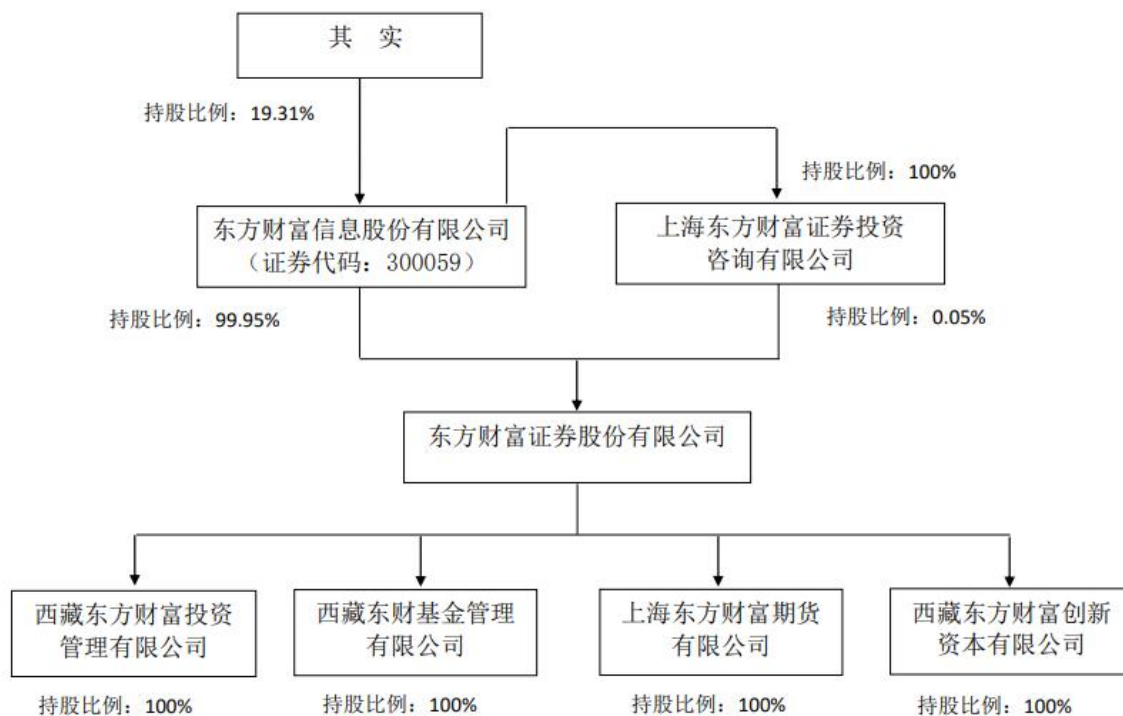 其 实
持股比例：19.31%
持股比例：100%
东方财富信息股份有限公司
（证券代码：300059）
上海东方财富证券投资
咨询有限公司
持股比例：99.95%
持股比例：0.05%
东方财富证券股份有限公司
西藏东方财富投资
管理有限公司
西藏东财基金管理
有限公司
上海东方财富期货
有限公司
西藏东方财富创新
资本有限公司
持股比例：100%
持股比例：100%
持股比例：100%
持股比例：100%